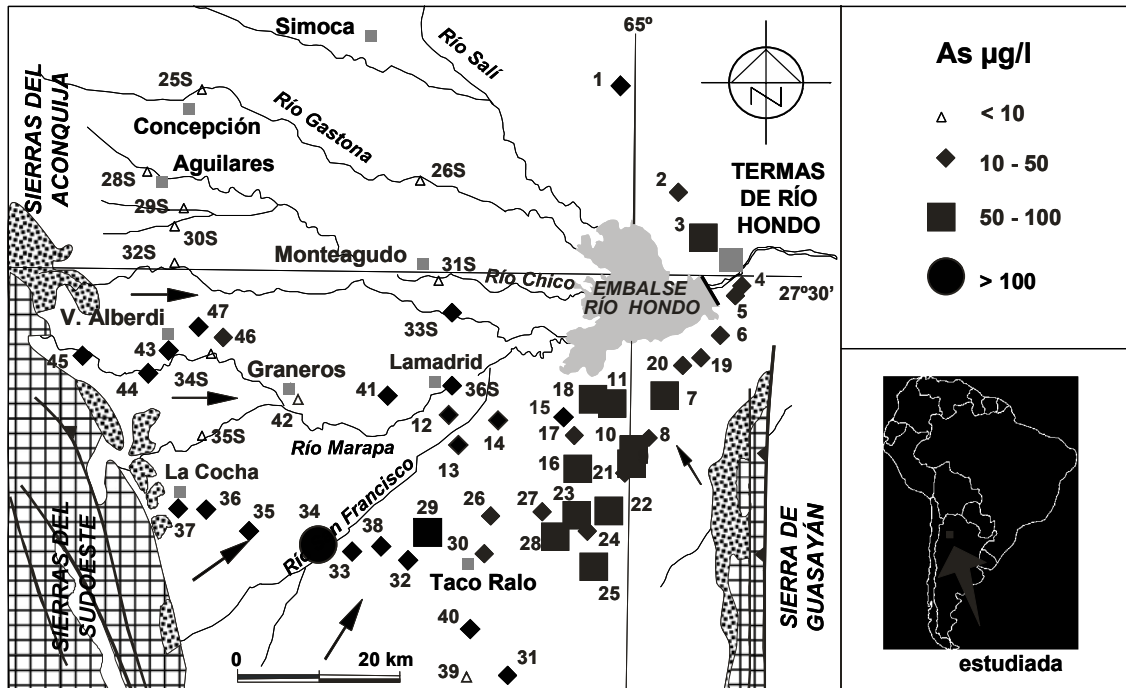 Simoca
Río Salí
65º
1
25S
Concepción
Río Gastona
SIERRAS DEL
ACONQUIJA
Aguilares
28S
26S
29S
30S
32S
2
TERMAS
DE RÍO
HONDO
3
Monteagudo
31S
Río Chico
EMBALSE
RÍO HONDO
4
27º30'
5
6
33S
47
V. Alberdi
46
45
43
44
34S
Graneros
42
41
Lamadrid
36S
12
13
14
Río Marapa
35S
La Cocha
37
36
35
34
Francisco
33
38
32
29
26
30
Taco Ralo
40
39
31
18
11
15
17
10
16
21
7
8
20
19
27
23
22
28
24
25
SIERRAS DEL
SUDOESTE
SIERRA DE
GUASAYÁN
0
20 km
As µg/l
< 10
10 - 50
50 - 100
> 100
N
estudiada